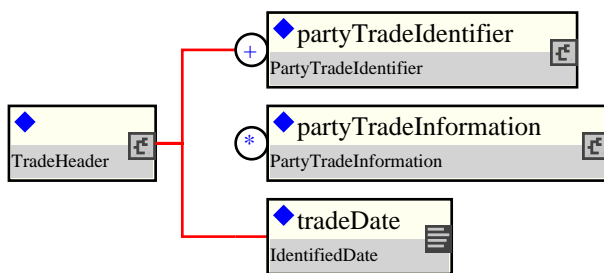 +
partyTradeIdentifier
PartyTradeIdentifier
TradeHeader
*
partyTradeInformation
PartyTradeInformation
tradeDate
IdentifiedDate